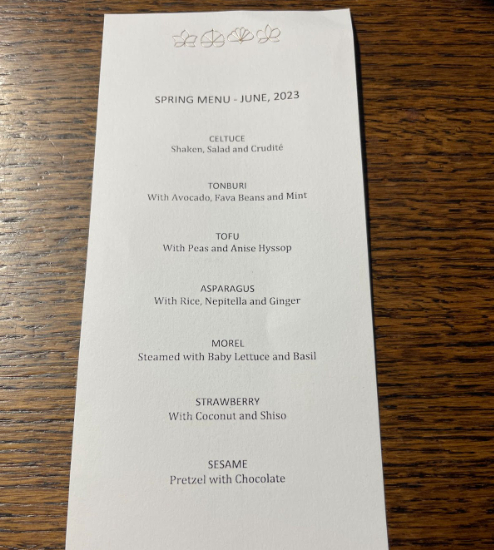 SPRING MENU - JUNE, 2023
CELTUCE
Shaken, Salad and Crudité
TONBURI
With Avocado, Fava Beans and Mint
TOFU
With Peas and Anise Hyssop
ASPARAGUS
With Rice, Nepitella and Ginger
MOREL
Steamed with Baby Lettuce and Basil
STRAWBERRY
With Coconut and Shiso
SESAME
Pretzel with Chocolate